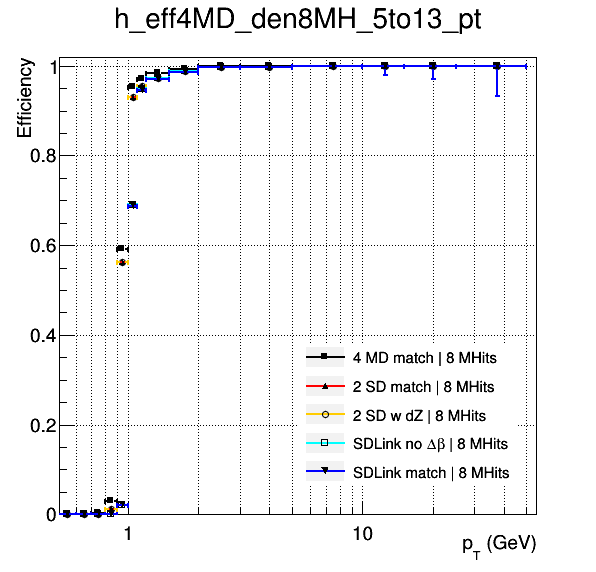 h_eff4MD_den8MH_5to13_pt
Efficiency
1
0.8
0.6
0.4
0.2
0
4 MD match | 8 MHits
2 SD match | 8 MHits
2 SD w dZ | 8 MHits
SDLink no Δβ | 8 MHits
SDLink match | 8 MHits
1 10
p_T (GeV)